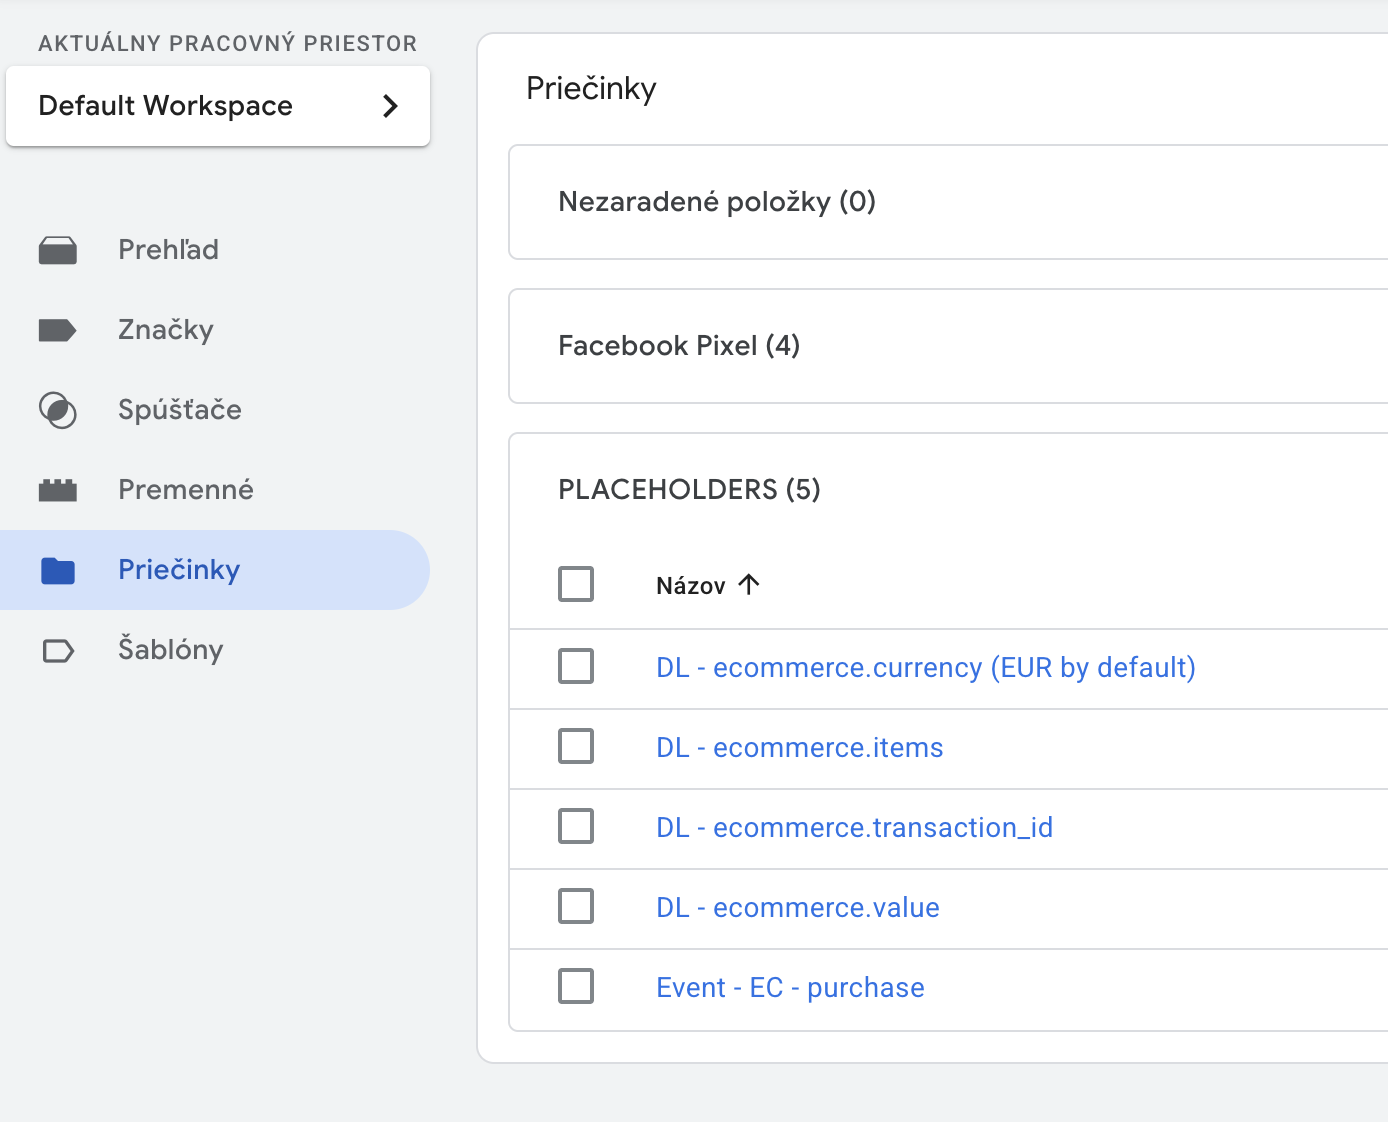 AKTUÁLNY PRACOVNÝ PRIESTOR
Default Workspace
Prehľad
Značky
Spúšťače
Premenné
Priečinky
Šablóny
Priečinky
Nezaradené položky (0)
Facebook Pixel (4)
PLACEHOLDERS (5)
Názov
DL - ecommerce.currency (EUR by default)
DL - ecommerce.items
DL - ecommerce.transaction_id
DL - ecommerce.value
Event - EC - purchase